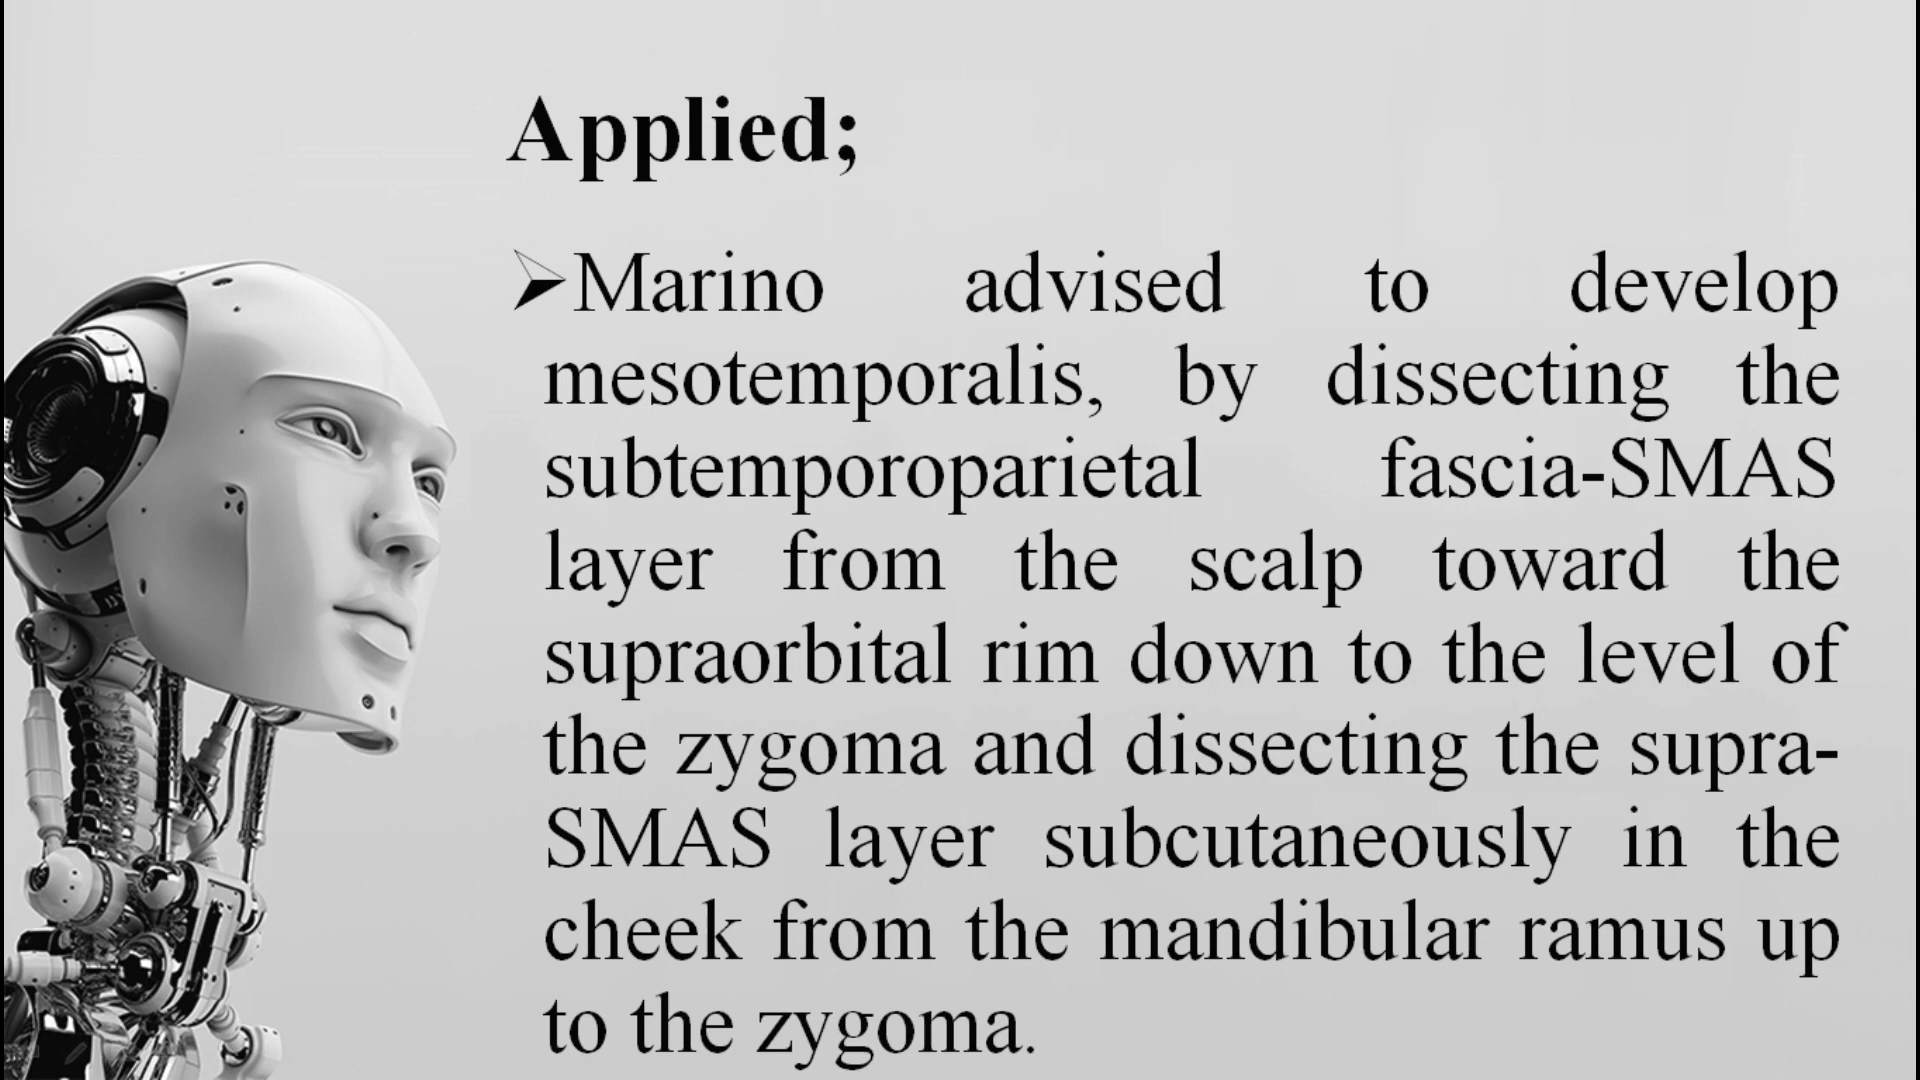 Applied;
➢Marino advised to develop
mesotemporalis, by dissecting the
subtemporoparietal fascia-SMAS
layer from the scalp toward the
supraorbital rim down to the level of
the zygoma and dissecting the supra-
SMAS layer subcutaneously in the
cheek from the mandibular ramus up
to the zygoma.